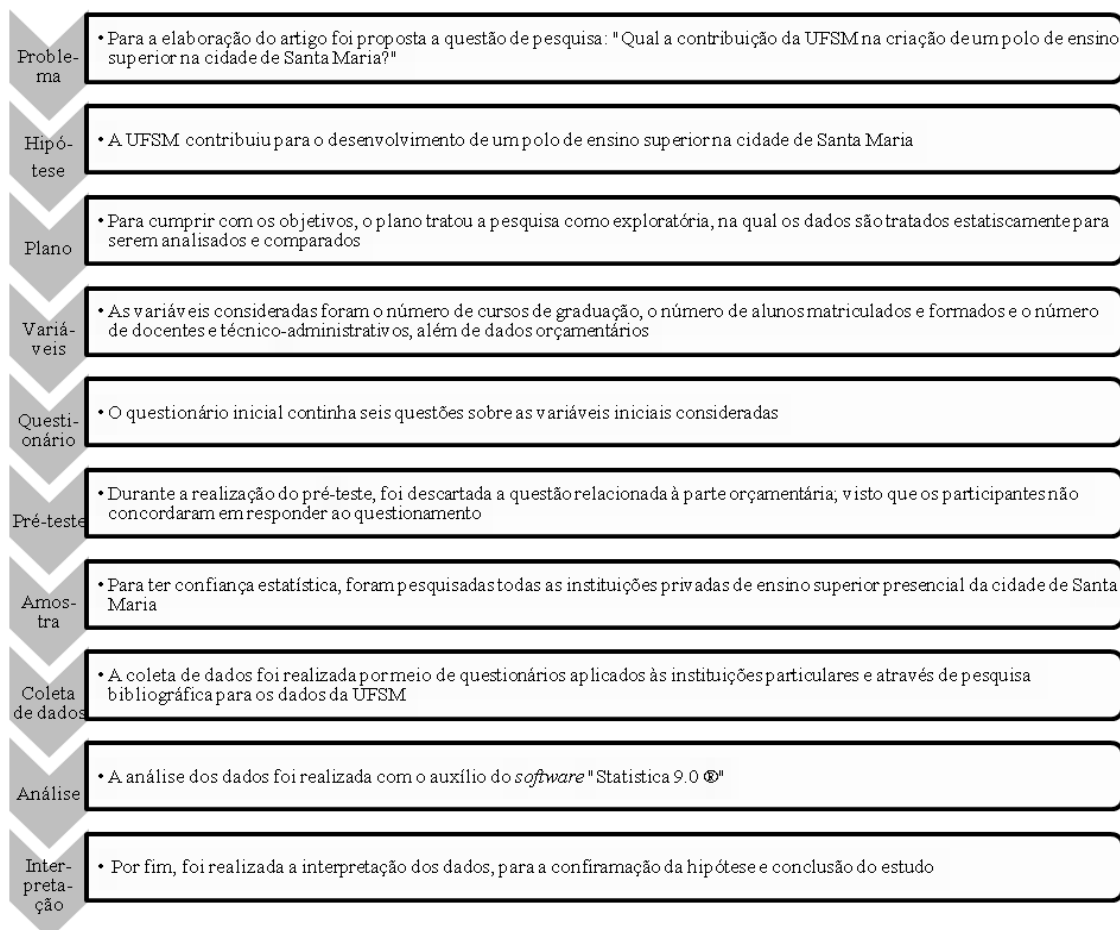 Proble-
ma
• Para a elaboração do artigo foi proposta a questão de pesquisa: "Qual a contribuição da UFSM na criação de um polo de ensino
superior na cidade de Santa Maria?"
Hipó-
tese
• A UFSM contribuiu para o desenvolvimento de um polo de ensino superior na cidade de Santa Maria
Plano
• Para cumprir com os objetivos, o plano tratou a pesquisa como exploratória, na qual os dados são tratados estatiscamente para
serem analisados e comparados
Variá-
veis
• As variáveis consideradas foram o número de cursos de graduação, o número de alunos matriculados e formados e o número
de docentes e técnico-administrativos, além de dados orçamentários
Questi-
onário
• O questionário inicial continha seis questões sobre as variáveis iniciais consideradas
Pré-teste
• Durante a realização do pré-teste, foi descartada a questão relacionada à parte orçamentária; visto que os participantes não
concordaram em responder ao questionamento
Amos-
tra
• Para ter confiança estatística, foram pesquisadas todas as instituições privadas de ensino superior presencial da cidade de Santa
Maria
Coleta
de dados
• A coleta de dados foi realizada por meio de questionários aplicados às instituições particulares e através de pesquisa
bibliográfica para os dados da UFSM
Análise
• A análise dos dados foi realizada com o auxílio do software "Statistica 9.0 ®"
Inter-
preta-
ção
• Por fim, foi realizada a interpretação dos dados, para a confiramação da hipótese e conclusão do estudo